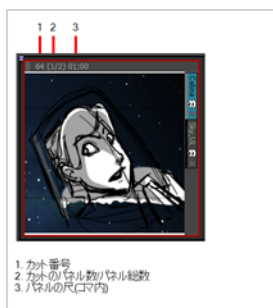 1 2 3
64 (1/2) 01:00
1. カット番号
2. カットのパネル数/パネル総数
3. パネルの尺(コマ内)